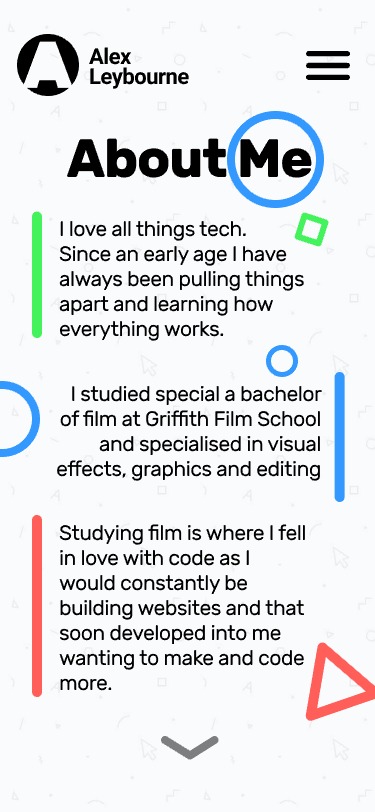 Alex
Leybourne
About Me
I love all things tech.
Since an early age I have
always been pulling things
apart and learning how
everything works.
I studied special a bachelor
of film at Griffith Film School
and specialised in visual
effects, graphics and editing
Studying film is where I fell
in love with code as I
would constantly be
building websites and that
soon developed into me
wanting to make and code
more.